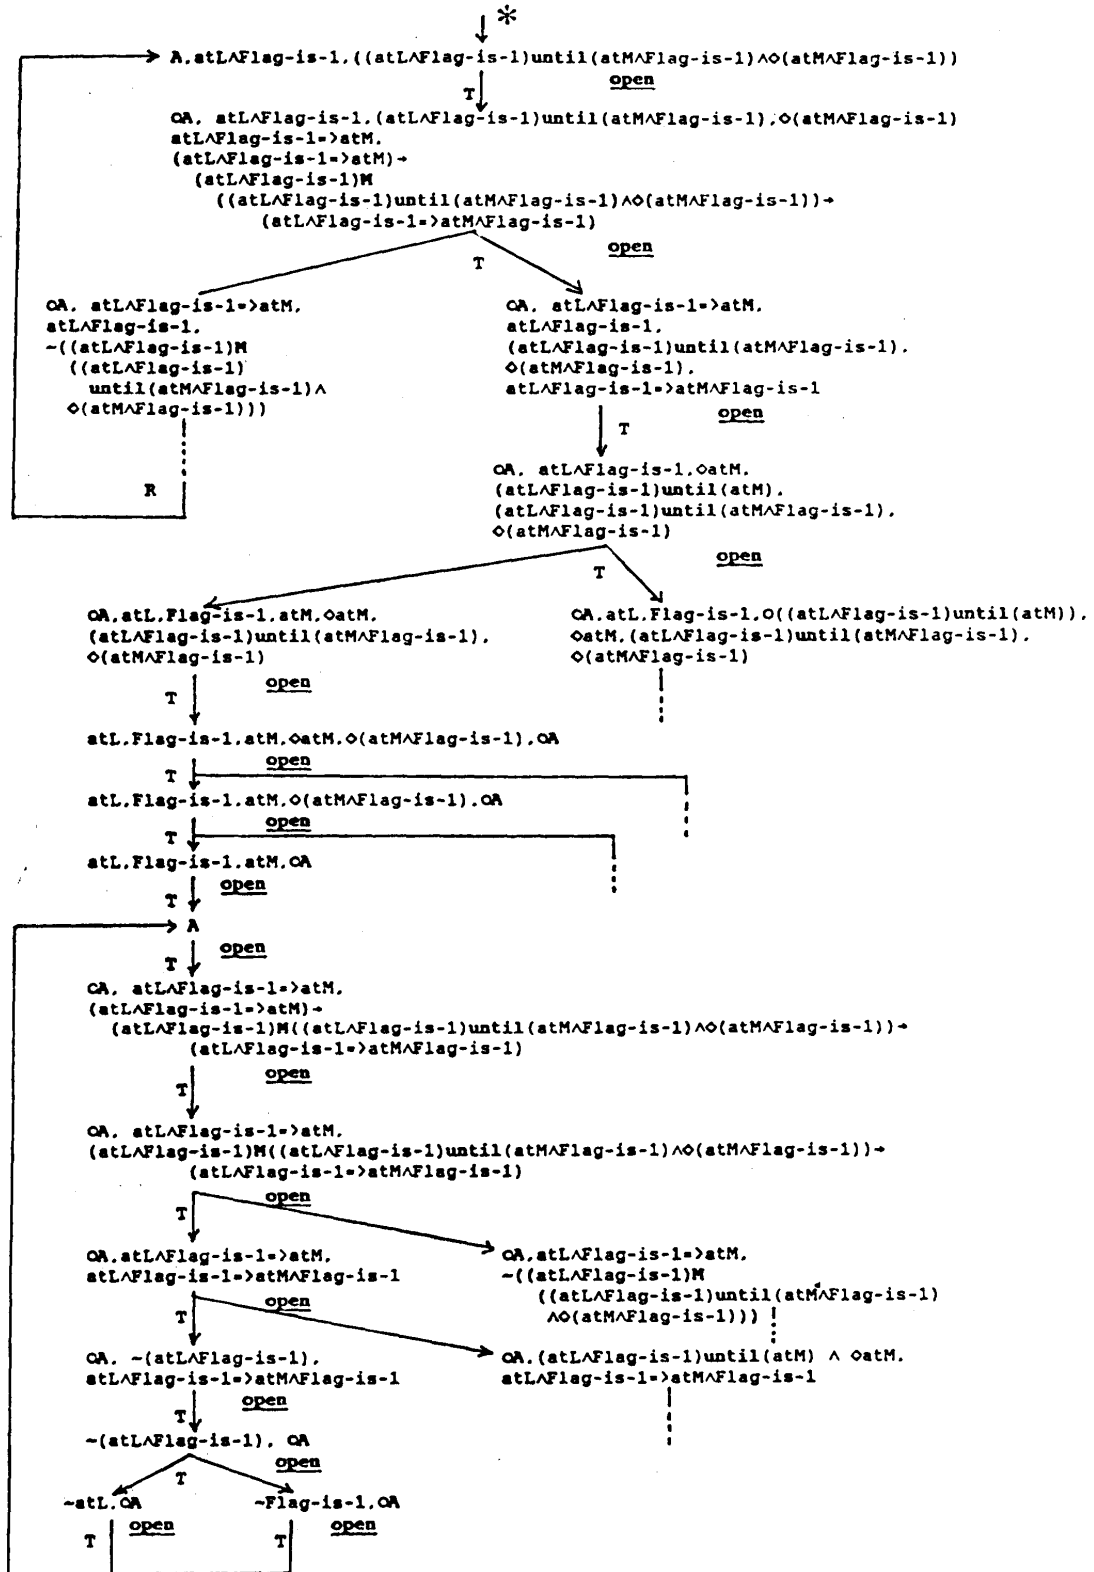 *
A.atL∧Flag-is-1.((atL∧Flag-is-1)until(atM∧Flag-is-1)∧◇(atM∧Flag-is-1))
open
T
OA. atL∧Flag-is-1.(atL∧Flag-is-1)until(atM∧Flag-is-1).◇(atM∧Flag-is-1)
atL∧Flag-is-1=>atM.
(atL∧Flag-is-1=>atM)→
(atL∧Flag-is-1)M
((atL∧Flag-is-1)until(atM∧Flag-is-1)∧◇(atM∧Flag-is-1))→
(atL∧Flag-is-1=>atM∧Flag-is-1)
open
T
OA. atL∧Flag-is-1=>atM.
atL∧Flag-is-1.
~((atL∧Flag-is-1)M
((atL∧Flag-is-1)
until(atM∧Flag-is-1)∧
◇(atM∧Flag-is-1)))
R
OA. atL∧Flag-is-1=>atM.
atL∧Flag-is-1.
(atL∧Flag-is-1)until(atM∧Flag-is-1).
◇(atM∧Flag-is-1).
atL∧Flag-is-1=>atM∧Flag-is-1
open
T
OA. atL∧Flag-is-1.◇atM.
(atL∧Flag-is-1)until(atM).
(atL∧Flag-is-1)until(atM∧Flag-is-1).
◇(atM∧Flag-is-1)
open
T
OA.atL.Flag-is-1.atM.◇atM.
(atL∧Flag-is-1)until(atM∧Flag-is-1).
◇(atM∧Flag-is-1)
open
T
OA.atL.Flag-is-1.O((atL∧Flag-is-1)until(atM)).
◇atM.(atL∧Flag-is-1)until(atM∧Flag-is-1).
◇(atM∧Flag-is-1)
atL.Flag-is-1.atM.◇atM.◇(atM∧Flag-is-1).OA
open
T
atL.Flag-is-1.atM.◇(atM∧Flag-is-1).OA
open
T
atL.Flag-is-1.atM.OA
open
T
A
open
T
OA. atL∧Flag-is-1=>atM.
(atL∧Flag-is-1=>atM)→
(atL∧Flag-is-1)M((atL∧Flag-is-1)until(atM∧Flag-is-1)∧◇(atM∧Flag-is-1))→
(atL∧Flag-is-1=>atM∧Flag-is-1)
open
T
OA. atL∧Flag-is-1=>atM.
(atL∧Flag-is-1)M((atL∧Flag-is-1)until(atM∧Flag-is-1)∧◇(atM∧Flag-is-1))→
(atL∧Flag-is-1=>atM∧Flag-is-1)
open
T
OA.atL∧Flag-is-1=>atM.
atL∧Flag-is-1=>atM∧Flag-is-1
open
T
OA.atL∧Flag-is-1=>atM.
~((atL∧Flag-is-1)M
((atL∧Flag-is-1)until(atM∧Flag-is-1)
∧◇(atM∧Flag-is-1)))
OA. ~(atL∧Flag-is-1).
atL∧Flag-is-1=>atM∧Flag-is-1
open
T
OA.(atL∧Flag-is-1)until(atM) ∧ ◇atM.
atL∧Flag-is-1=>atM∧Flag-is-1
~(atL∧Flag-is-1). OA
open
T
~atL.OA
open
T
~Flag-is-1.OA
open
T